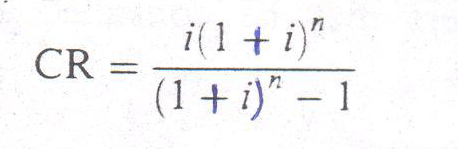 CR = i(1 + i)ⁿ / (1 + i)ⁿ − 1